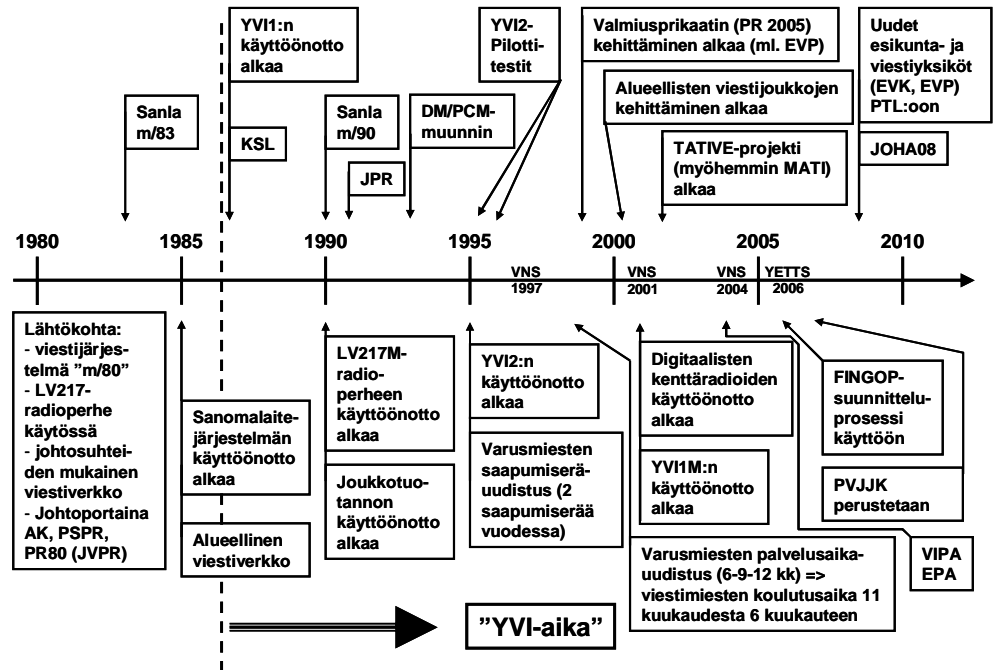 YVI1:n
käyttöönotto
alkaa
YVI2-
Pilotti-
testit
Valmiusprikaatin (PR 2005)
kehittäminen alkaa (ml. EVP)
Uudet
esikunta- ja
viestiyksiköt
(EVK, EVP)
PTL:oon
Alueellisten viestijoukkojen
kehittäminen alkaa
Sanla
m/83
Sanla
m/90
DM/PCM-
muunnin
KSL
JPR
TATIVE-projekti
(myöhemmin MATI)
alkaa
JOHA08
1980
1985
1990
1995
2000
2005
2010
VNS
1997
VNS
2001
VNS
2004
YETTS
2006
Lähtökohta:
- viestijärjes-
telmä ”m/80”
- LV217-
radioperhe
käytössä
- johtosuhtei-
den mukainen
viestiverkko
- Johtoportaina
AK, PSPR,
PR80 (JVPR)
Sanomalaite-
järjestelmän
käyttöönotto
alkaa
Alueellinen
viestiverkko
LV217M-
radio-
perheen
käyttöönotto
alkaa
Joukkotuo-
tannon
käyttöönotto
alkaa
YVI2:n
käyttöönotto
alkaa
Varusmiesten
saapumiserä-
uudistus (2
saapumiserää
vuodessa)
Digitaalisten
kenttäradioiden
käyttöönotto
alkaa
YVI1M:n
käyttöönotto
alkaa
Varusmiesten palvelusaika-
uudistus (6-9-12 kk) =>
viestimiesten koulutusaika 11
kuukaudesta 6 kuukauteen
FINGOP-
suunnittelu-
prosessi
käyttöön
PVJJK
perustetaan
VIPA
EPA
”YVI-aika”